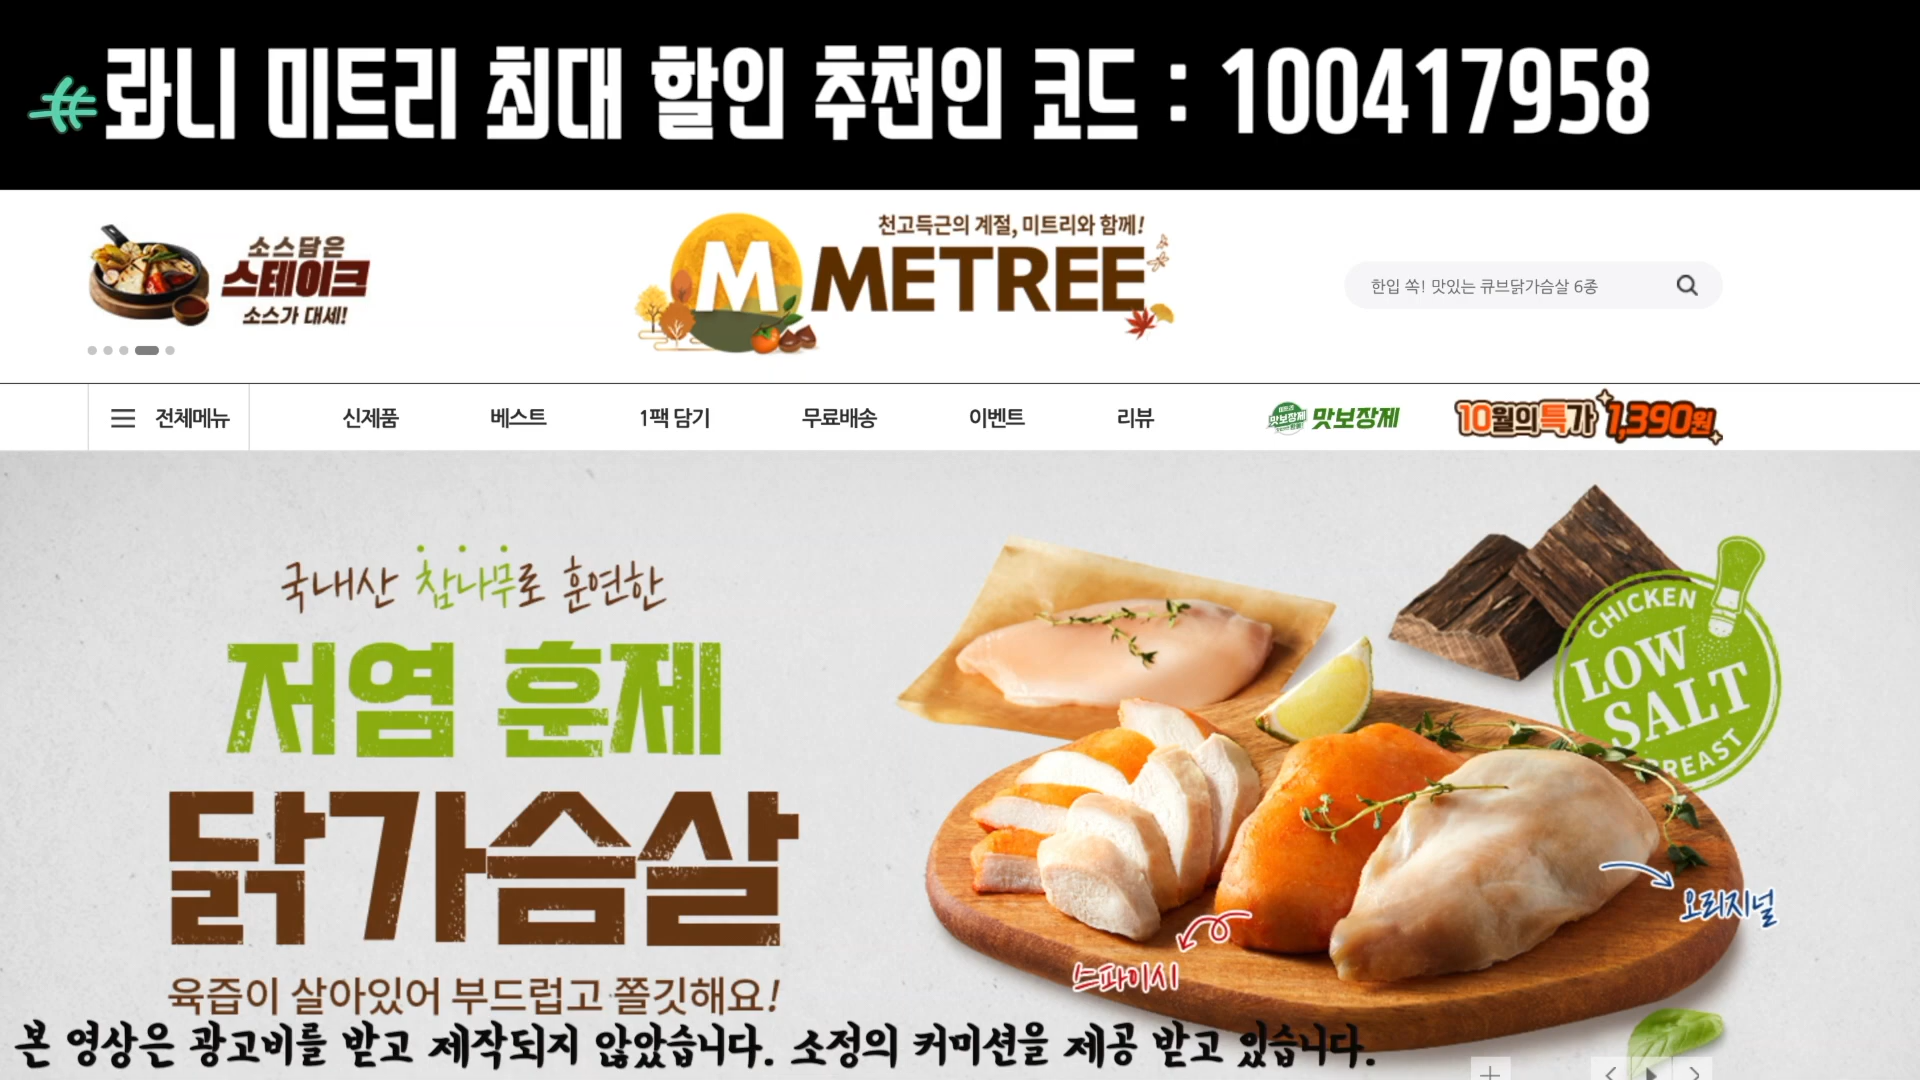 롸니 미트리 최대 할인 추천인 코드 : 100417958
소스담은
스테이크
소스가 대세!
천고득근의 계절, 미트리와 함께!
M METREE
한입 쏙! 맛있는 큐브닭가슴살 6종
전체메뉴 신제품 베스트 1팩 담기 무료배송 이벤트 리뷰 맛보장제 10월의특가 1,390원
국내산 참나무로 훈연한
저염 훈제
닭가슴살
육즙이 살아있어 부드럽고 쫄깃해요!
CHICKEN
LOW
SALT
BREAST
오리지널
스파이시
본 영상은 광고비를 받고 제작되지 않았습니다. 소정의 커미션을 제공 받고 있습니다.